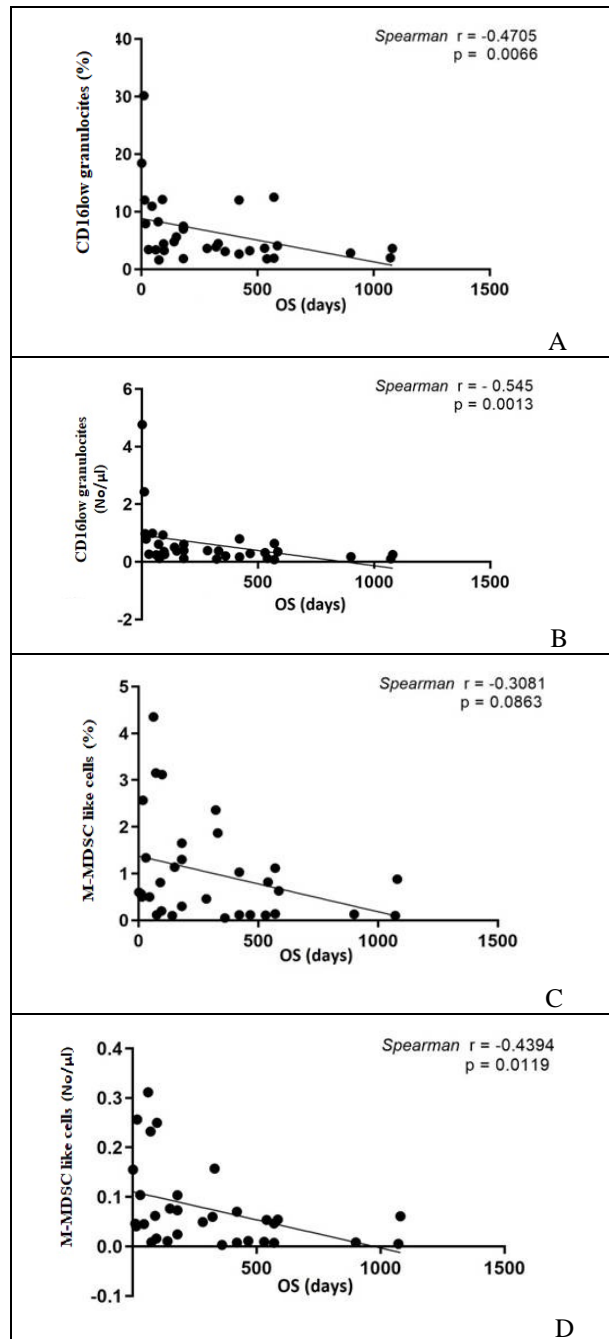 Spearman r = -0.4705
p = 0.0066
CD16low granulocites (%)
40
30
20
10
0
0 500 1000 1500
OS (days)
A
Spearman r = - 0.545
p = 0.0013
CD16low granulocites
(No/µl)
6
4
2
0
-2
500 1000 1500
OS (days)
B
Spearman r = -0.3081
p = 0.0863
M-MDSC like cells (%)
5
4
3
2
1
0
0 500 1000 1500
OS (days)
C
Spearman r = -0.4394
p = 0.0119
M-MDSC like cells (No/µl)
0.4
0.3
0.2
0.1
0.0
-0.1
500 1000 1500
OS (days)
D